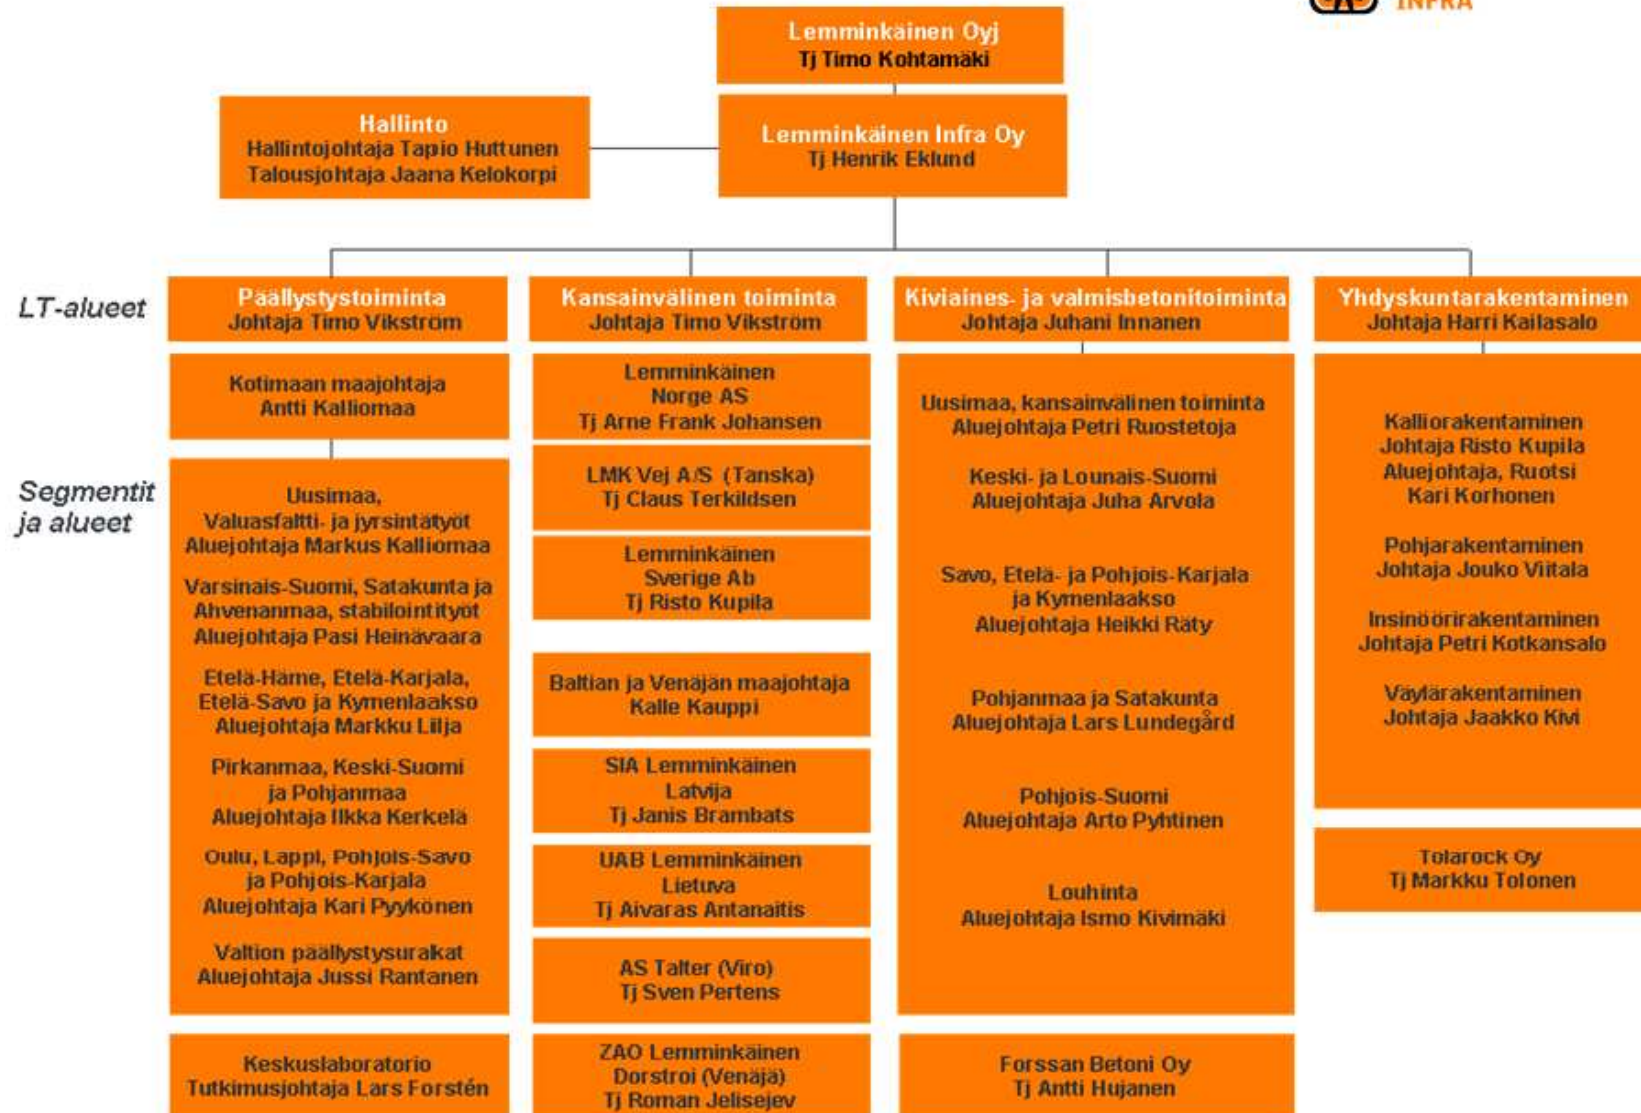 INFRA
Lemminkäinen Oyj
Tj Timo Kohtamäki
Hallinto
Hallintojohtaja Tapio Huttunen
Talousjohtaja Jaana Kelokorpi
Lemminkäinen Infra Oy
Tj Henrik Eklund
LT-alueet
Päällystystoiminta
Johtaja Timo Vikström
Kansainvälinen toiminta
Johtaja Timo Vikström
Kiviaines- ja valmisbetonitoiminta
Johtaja Juhani Innanen
Yhdyskuntarakentaminen
Johtaja Harri Kailasalo
Segmentit
ja alueet
Kotimaan maajohtaja
Antti Kalliomaa
Uusimaa,
Valuasfaltti- ja jyrsintätyöt
Aluejohtaja Markus Kalliomaa
Varsinais-Suomi, Satakunta ja
Ahvenanmaa, stabilointityöt
Aluejohtaja Pasi Heinävaara
Etelä-Häme, Etelä-Karjala,
Etelä-Savo ja Kymenlaakso
Aluejohtaja Markku Lilja
Pirkanmaa, Keski-Suomi
ja Pohjanmaa
Aluejohtaja Ilkka Kerkelä
Oulu, Lappi, Pohjois-Savo
ja Pohjois-Karjala
Aluejohtaja Kari Pyykönen
Valtion päällystysurakat
Aluejohtaja Jussi Rantanen
Keskuslaboratorio
Tutkimusjohtaja Lars Forstén
Lemminkäinen
Norge AS
Tj Arne Frank Johansen
LMK Vej A/S (Tanska)
Tj Claus Terkildsen
Lemminkäinen
Sverige Ab
Tj Risto Kupila
Baltian ja Venäjän maajohtaja
Kalle Kauppi
SIA Lemminkäinen
Latvija
Tj Janis Brambats
UAB Lemminkäinen
Lietuva
Tj Aivaras Antanaitis
AS Talter (Viro)
Tj Sven Pertens
ZAO Lemminkäinen
Dorstroi (Venäjä)
Tj Roman Jelisejev
Uusimaa, kansainvälinen toiminta
Aluejohtaja Petri Ruostetoja
Keski- ja Lounais-Suomi
Aluejohtaja Juha Arvola
Savo, Etelä- ja Pohjois-Karjala
ja Kymenlaakso
Aluejohtaja Heikki Räty
Pohjanmaa ja Satakunta
Aluejohtaja Lars Lundegård
Pohjois-Suomi
Aluejohtaja Arto Pyhtinen
Louhinta
Aluejohtaja Ismo Kivimäki
Forssan Betoni Oy
Tj Antti Hujanen
Kalliorakentaminen
Johtaja Risto Kupila
Aluejohtaja, Ruotsi
Kari Korhonen
Pohjarakentaminen
Johtaja Jouko Viitala
Insinöörirakentaminen
Johtaja Petri Kotkansalo
Väylärakentaminen
Johtaja Jaakko Kivi
Tolarock Oy
Tj Markku Tolonen